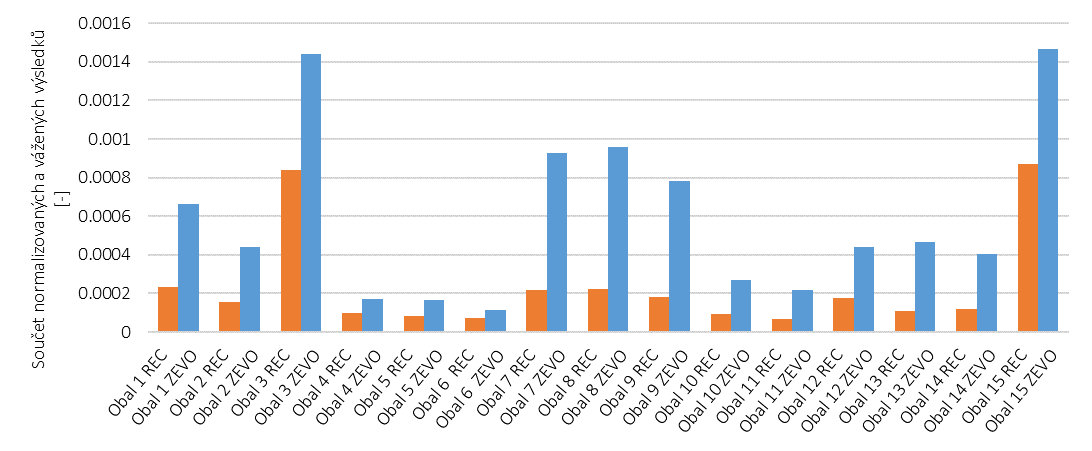 Součet normalizovaných a vážených výsledků
[-]
0.0016
0.0014
0.0012
0.001
0.0008
0.0006
0.0004
0.0002
0
Obal 1 REC
Obal 1 ZEVO
Obal 2 REC
Obal 2 ZEVO
Obal 3 REC
Obal 3 ZEVO
Obal 4 REC
Obal 4 ZEVO
Obal 5 REC
Obal 5 ZEVO
Obal 6 REC
Obal 6 ZEVO
Obal 7 REC
Obal 7 ZEVO
Obal 8 REC
Obal 8 ZEVO
Obal 9 REC
Obal 9 ZEVO
Obal 10 REC
Obal 10 ZEVO
Obal 11 REC
Obal 11 ZEVO
Obal 12 REC
Obal 12 ZEVO
Obal 13 REC
Obal 13 ZEVO
Obal 14 REC
Obal 14 ZEVO
Obal 15 REC
Obal 15 ZEVO